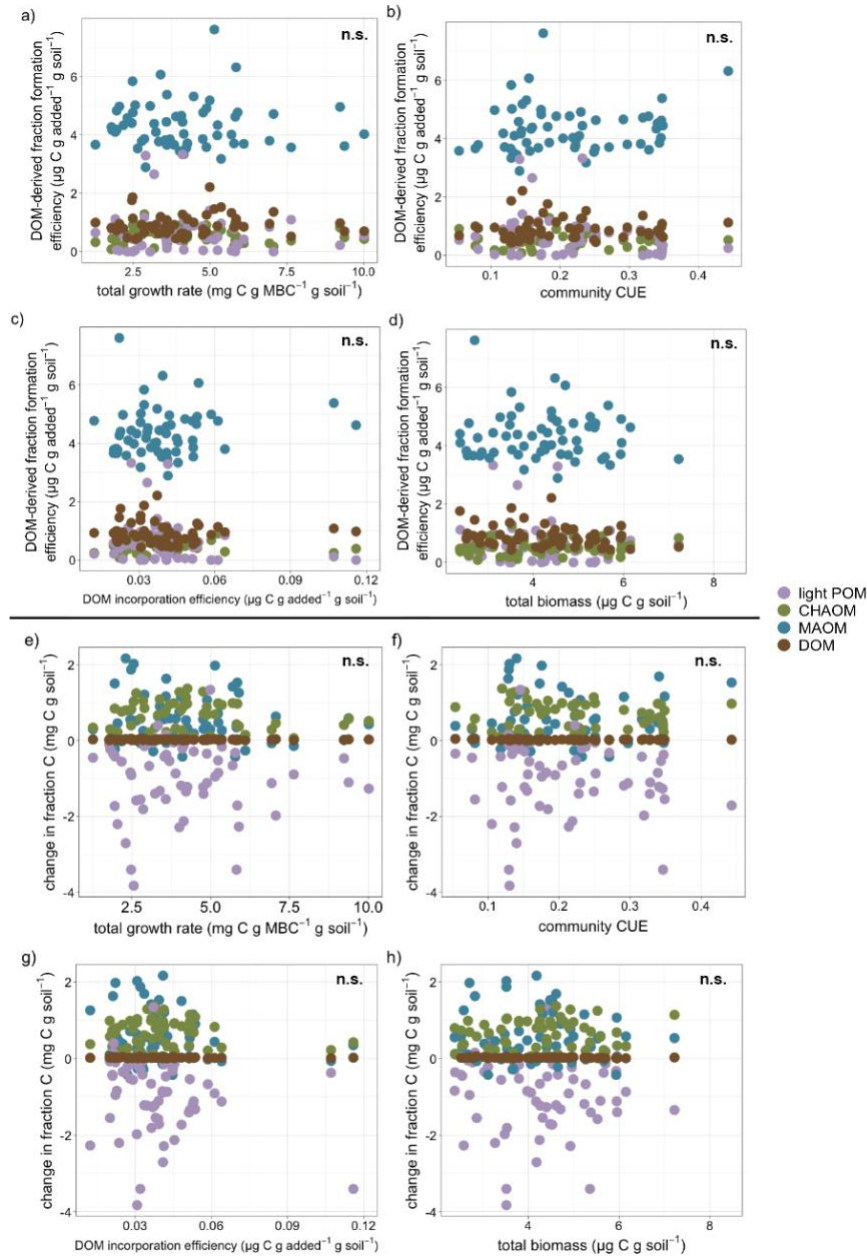 a)
n.s.
DOM-derived fraction formation
efficiency (µg C g added⁻¹ g soil⁻¹)
6
4
2
0
2.5
5.0
7.5
10.0
total growth rate (mg C g MBC⁻¹ g soil⁻¹)
b)
n.s.
DOM-derived fraction formation
efficiency (µg C g added⁻¹ g soil⁻¹)
6
4
2
0
0.1
0.2
0.3
0.4
community CUE
c)
n.s.
DOM-derived fraction formation
efficiency (µg C g added⁻¹ g soil⁻¹)
6
4
2
0
0.03
0.06
0.09
0.12
DOM incorporation efficiency (µg C g added⁻¹ g soil⁻¹)
d)
n.s.
DOM-derived fraction formation
efficiency (µg C g added⁻¹ g soil⁻¹)
6
4
2
0
4
6
8
total biomass (µg C g soil⁻¹)
light POM
CHAOM
MAOM
DOM
e)
n.s.
change in fraction C (mg C g soil⁻¹)
2
0
-2
-4
2.5
5.0
7.5
10.0
total growth rate (mg C g MBC⁻¹ g soil⁻¹)
f)
n.s.
change in fraction C (mg C g soil⁻¹)
2
0
-2
-4
0.1
0.2
0.3
0.4
community CUE
g)
n.s.
change in fraction C (mg C g soil⁻¹)
2
0
-2
-4
0.03
0.06
0.09
0.12
DOM incorporation efficiency (µg C g added⁻¹ g soil⁻¹)
h)
n.s.
change in fraction C (mg C g soil⁻¹)
2
0
-2
-4
4
6
8
total biomass (µg C g soil⁻¹)